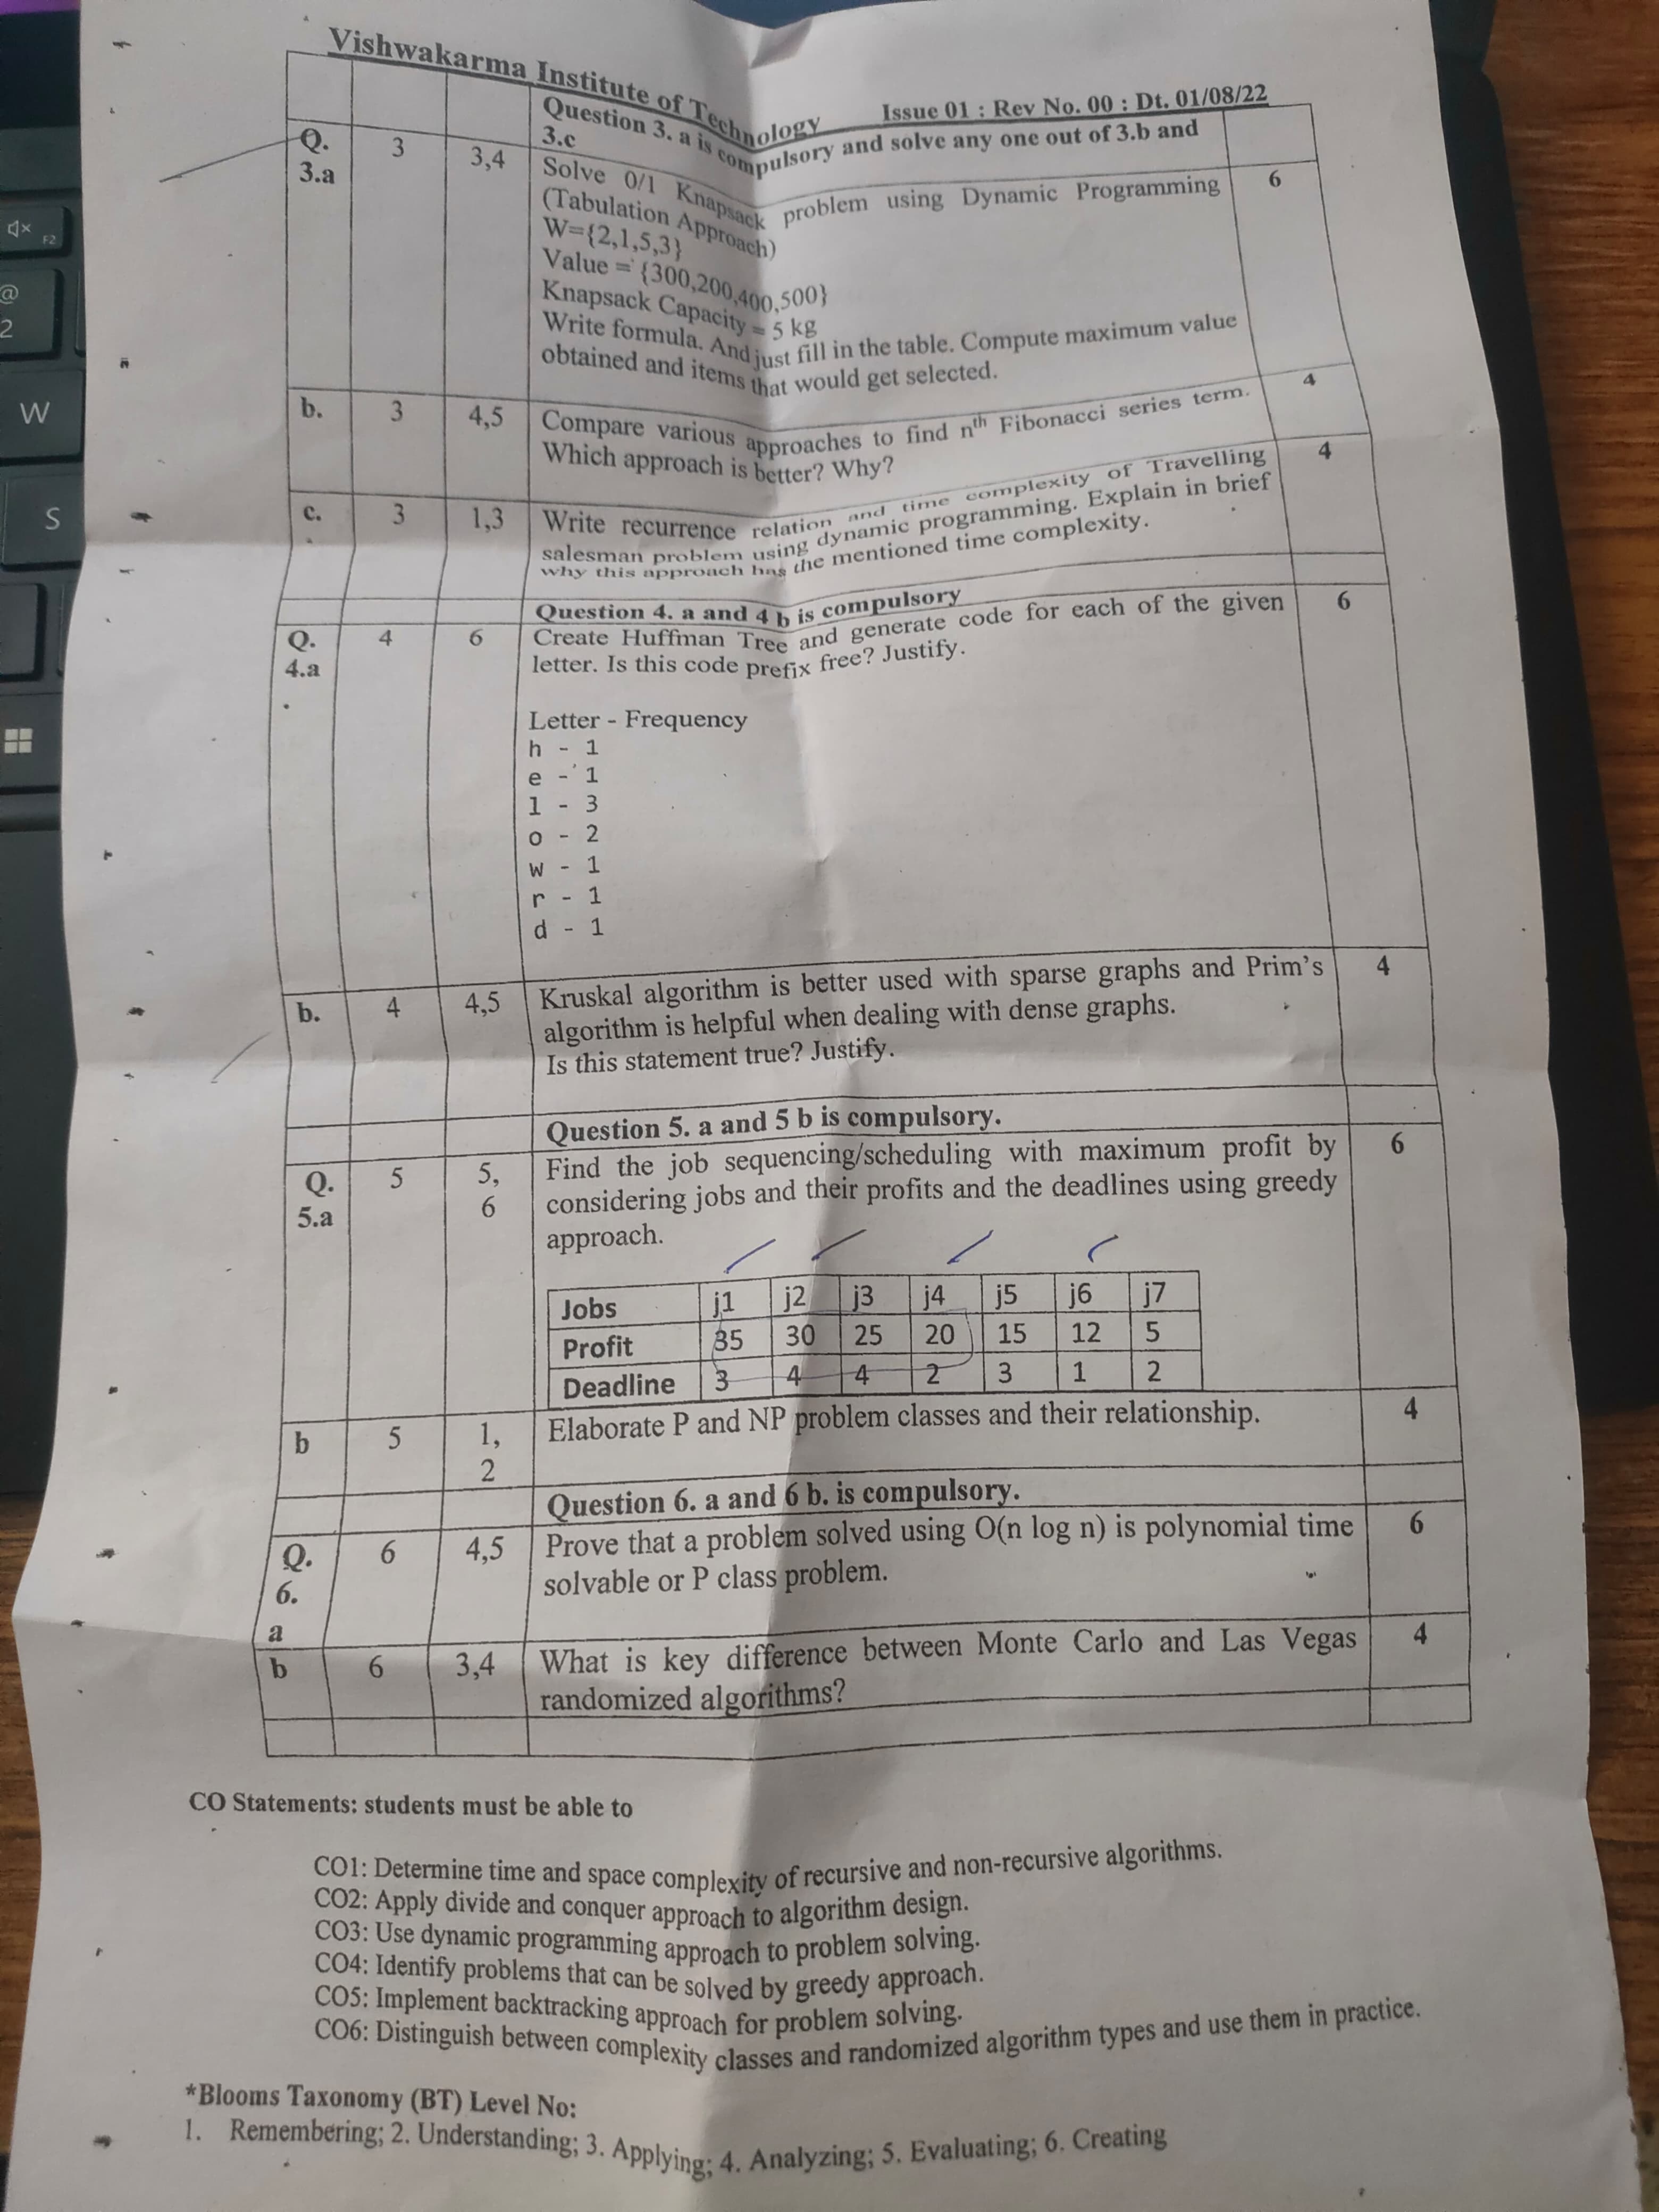 Vishwakarma Institute of Technology
Issue 01 : Rev No. 00 : Dt. 01/08/22
Question 3. a is compulsory and solve any one out of 3.b and
3.c
Q.
3.a
3
3,4
Solve 0/1 Knapsack problem using Dynamic Programming
(Tabulation Approach)
W={2,1,5,3}
Value = {300,200,400,500}
Knapsack Capacity = 5 kg
Write formula. And just fill in the table. Compute maximum value
obtained and items that would get selected.
6
b.
3
4,5
Compare various approaches to find nth Fibonacci series term.
Which approach is better? Why?
4
c.
3
1,3
Write recurrence relation and time complexity of Travelling
salesman problem using dynamic programming. Explain in brief
why this approach has the mentioned time complexity.
4
Question 4. a and 4 b is compulsory
Q.
4.a
4
6
Create Huffman Tree and generate code for each of the given
letter. Is this code prefix free? Justify.
6
Letter - Frequency
h - 1
e - 1
l - 3
o - 2
w - 1
r - 1
d - 1
b.
4
4,5
Kruskal algorithm is better used with sparse graphs and Prim's
algorithm is helpful when dealing with dense graphs.
Is this statement true? Justify.
4
Question 5. a and 5 b is compulsory.
Q.
5.a
5
5,
6
Find the job sequencing/scheduling with maximum profit by
considering jobs and their profits and the deadlines using greedy
approach.
6
Jobs j1 j2 j3 j4 j5 j6 j7
Profit 35 30 25 20 15 12 5
Deadline 3 4 4 2 3 1 2
b
5
1,
2
Elaborate P and NP problem classes and their relationship.
4
Question 6. a and 6 b. is compulsory.
Q.
6.
a
6
4,5
Prove that a problem solved using O(n log n) is polynomial time
solvable or P class problem.
6
b
6
3,4
What is key difference between Monte Carlo and Las Vegas
randomized algorithms?
4
CO Statements: students must be able to
CO1: Determine time and space complexity of recursive and non-recursive algorithms.
CO2: Apply divide and conquer approach to algorithm design.
CO3: Use dynamic programming approach to problem solving.
CO4: Identify problems that can be solved by greedy approach.
CO5: Implement backtracking approach for problem solving.
CO6: Distinguish between complexity classes and randomized algorithm types and use them in practice.
*Blooms Taxonomy (BT) Level No:
1. Remembering; 2. Understanding; 3. Applying; 4. Analyzing; 5. Evaluating; 6. Creating
F2
@
2
W
S